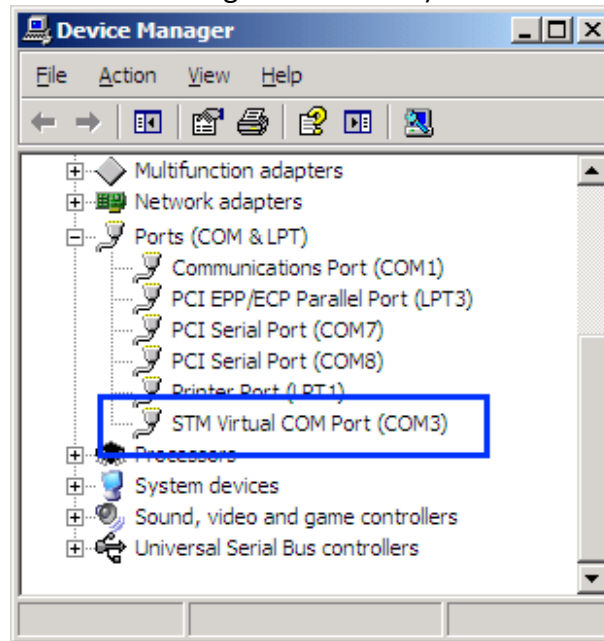 Device Manager
File Action View Help
Multifunction adapters
Network adapters
Ports (COM & LPT)
Communications Port (COM1)
PCI EPP/ECP Parallel Port (LPT3)
PCI Serial Port (COM7)
PCI Serial Port (COM8)
Printer Port (LPT1)
STM Virtual COM Port (COM3)
Processors
System devices
Sound, video and game controllers
Universal Serial Bus controllers